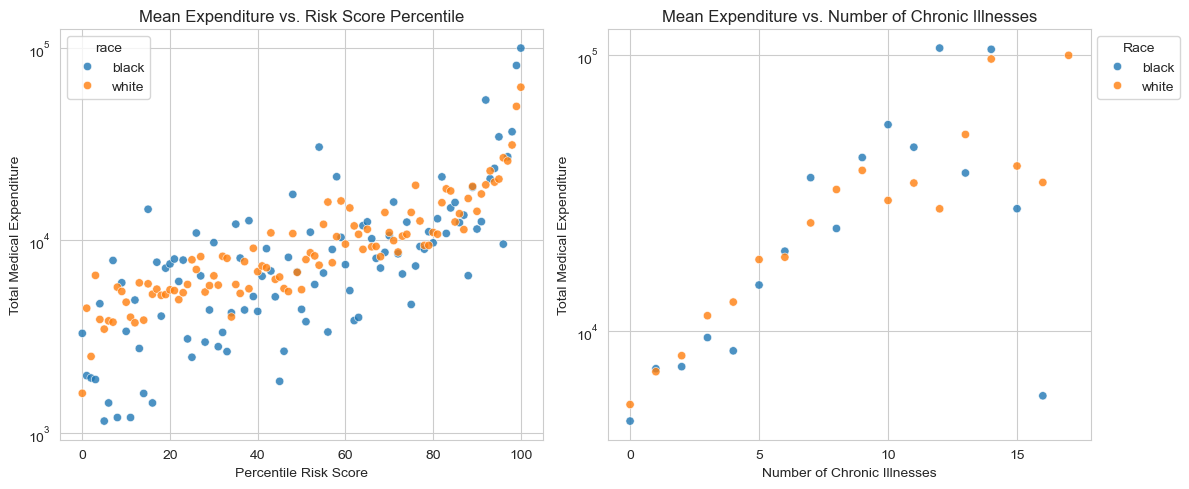 Mean Expenditure vs. Risk Score Percentile
race
black
white
Total Medical Expenditure
10^5
10^4
10^3
0 20 40 60 80 100
Percentile Risk Score
Mean Expenditure vs. Number of Chronic Illnesses
Race
black
white
Total Medical Expenditure
10^5
10^4
0 5 10 15
Number of Chronic Illnesses